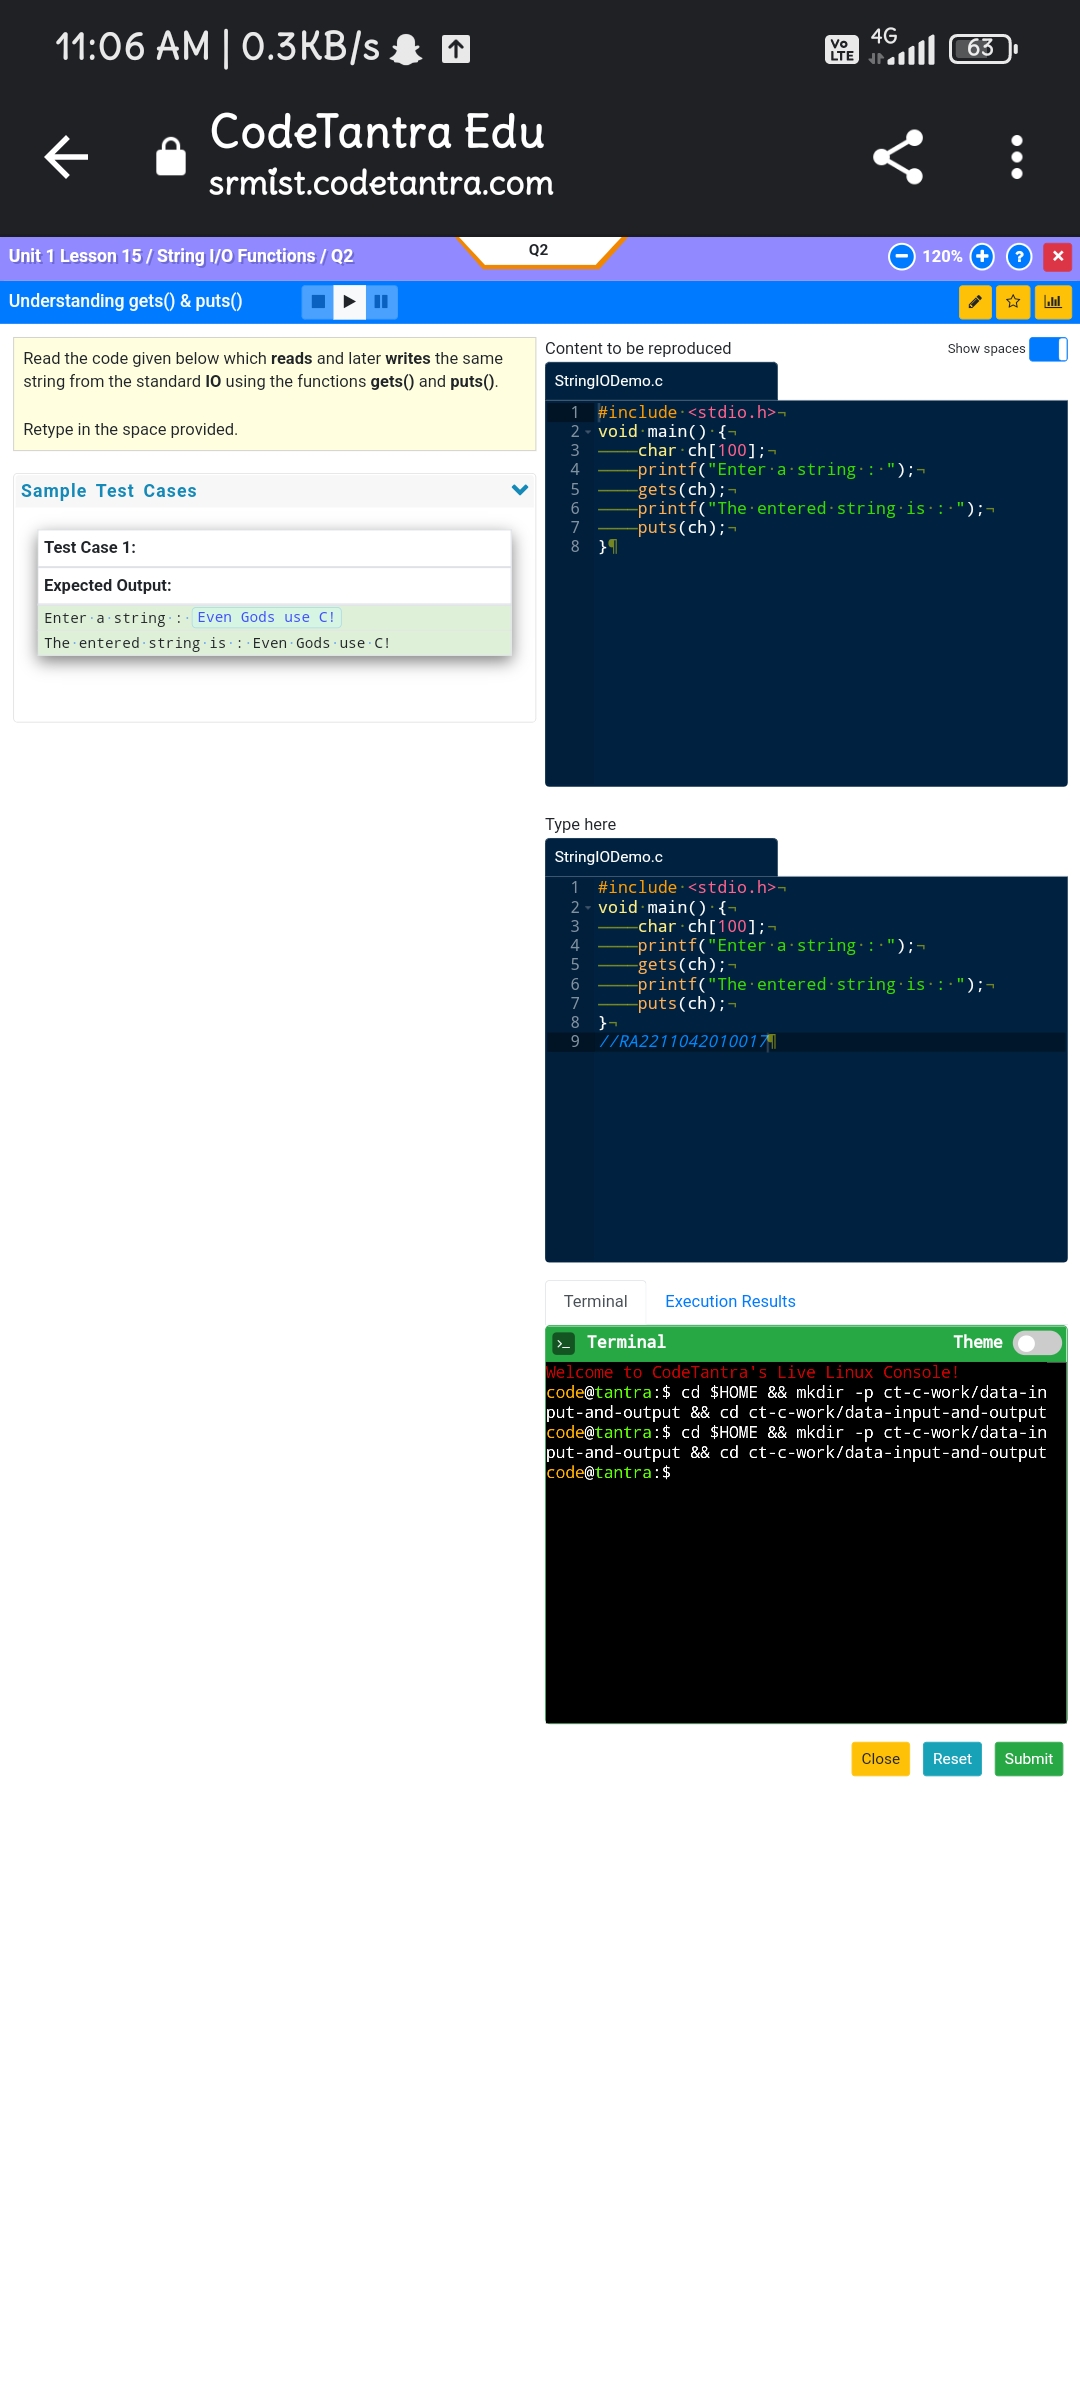 11:06 AM | 0.3KB/s
Vo LTE 4G 63
CodeTantra Edu
srmist.codetantra.com
Unit 1 Lesson 15 / String I/O Functions / Q2
Q2
120%
?
Understanding gets() & puts()
Read the code given below which reads and later writes the same
string from the standard IO using the functions gets() and puts().
Retype in the space provided.
Sample Test Cases
Test Case 1:
Expected Output:
Enter·a·string·:·Even Gods use C!
The·entered·string·is·:·Even·Gods·use·C!
Content to be reproduced
Show spaces
StringIODemo.c
1 #include·<stdio.h>¬
2 void·main()·{¬
3 ————char·ch[100];¬
4 ————printf("Enter·a·string·:·");¬
5 ————gets(ch);¬
6 ————printf("The·entered·string·is·:·");¬
7 ————puts(ch);¬
8 }¶
Type here
StringIODemo.c
1 #include·<stdio.h>¬
2 void·main()·{¬
3 ————char·ch[100];¬
4 ————printf("Enter·a·string·:·");¬
5 ————gets(ch);¬
6 ————printf("The·entered·string·is·:·");¬
7 ————puts(ch);¬
8 }¬
9 //RA2211042010017¶
Terminal
Execution Results
>_ Terminal
Theme
Welcome to CodeTantra's Live Linux Console!
code@tantra:$ cd $HOME && mkdir -p ct-c-work/data-in
put-and-output && cd ct-c-work/data-input-and-output
code@tantra:$ cd $HOME && mkdir -p ct-c-work/data-in
put-and-output && cd ct-c-work/data-input-and-output
code@tantra:$
Close
Reset
Submit